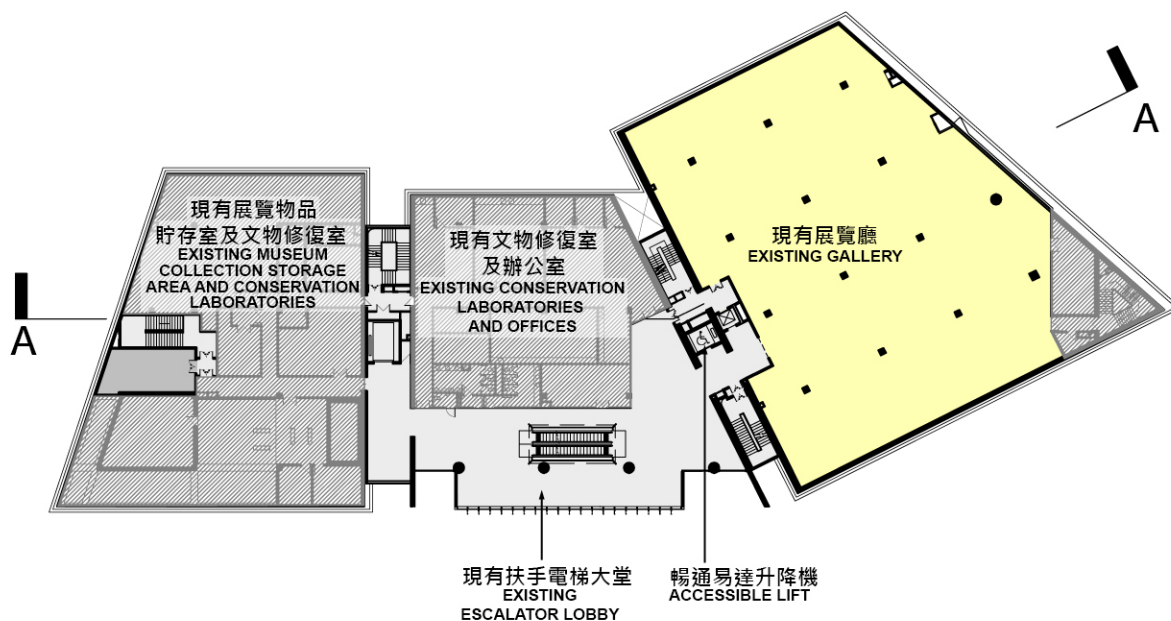 A
現有展覽物品
貯存室及文物修復室
EXISTING MUSEUM
COLLECTION STORAGE
AREA AND CONSERVATION
LABORATORIES
現有文物修復室
及辦公室
EXISTING CONSERVATION
LABORATORIES
AND OFFICES
現有展覽廳
EXISTING GALLERY
A
現有扶手電梯大堂
EXISTING
ESCALATOR LOBBY
暢通易達升降機
ACCESSIBLE LIFT